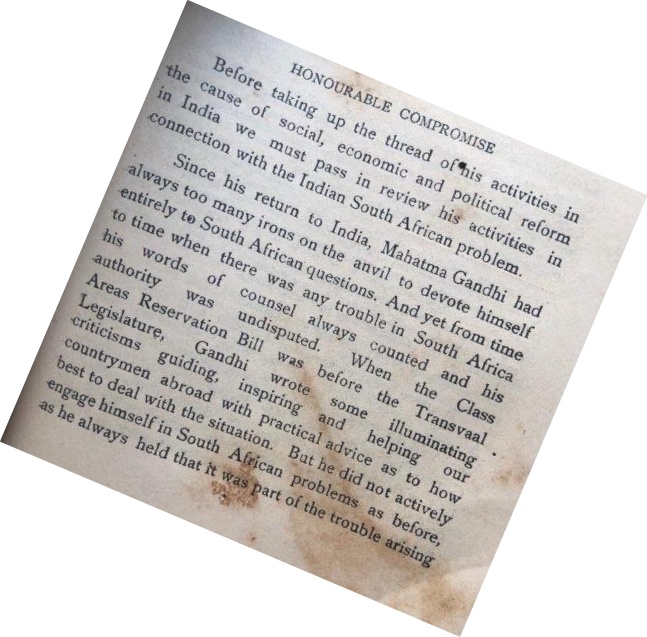 HONOURABLE COMPROMISE
Before taking up the thread of his activities in
the cause of social, economic and political reform
in India we must pass in review his activities in
connection with the Indian South African problem.
Since his return to India, Mahatma Gandhi had
always too many irons on the anvil to devote himself
entirely to South African questions. And yet from time
to time when there was any trouble in South Africa
his words of counsel always counted and his
authority was undisputed. When the Class
Areas Reservation Bill was before the Transvaal
Legislature, Gandhi wrote some illuminating
criticisms guiding, inspiring and helping our
countrymen abroad with practical advice as to how
best to deal with the situation. But he did not actively
engage himself in South African problems as before,
as he always held that it was part of the trouble arising